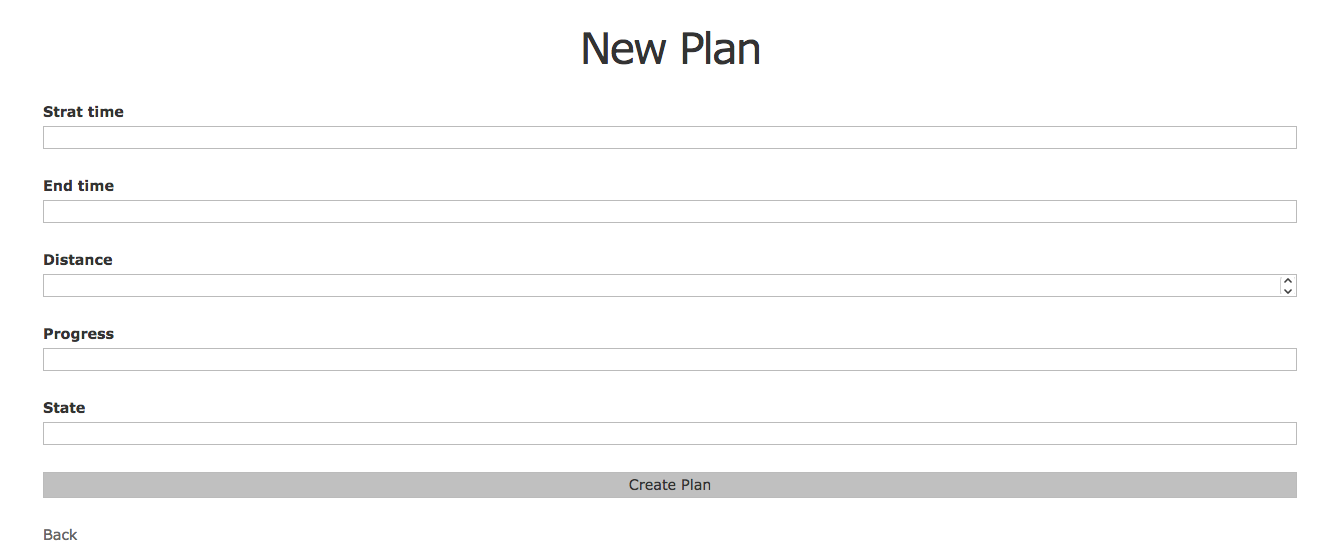 New Plan
Strat time
End time
Distance
Progress
State
Create Plan
Back